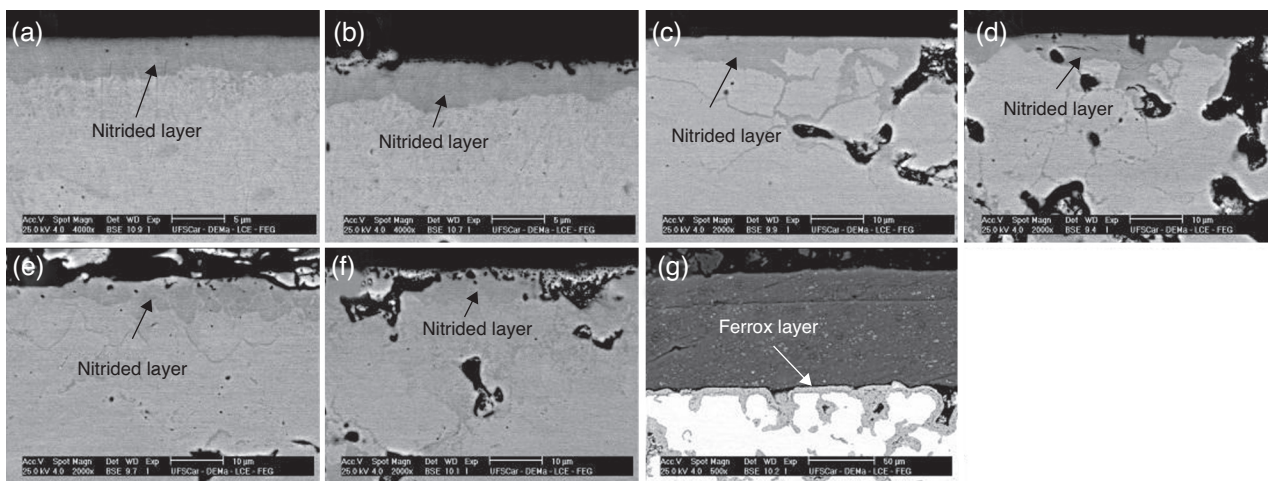 (a)
Nitrided layer
Acc.V Spot Magn Det WD Exp 5 μm
25.0 kV 4.0 4000x BSE 10.9 1 UFSCar - DEMa - LCE - FEG
(b)
Nitrided layer
Acc.V Spot Magn Det WD Exp 5 μm
25.0 kV 4.0 4000x BSE 10.7 1 UFSCar - DEMa - LCE - FEG
(c)
Nitrided layer
Acc.V Spot Magn Det WD Exp 10 μm
25.0 kV 4.0 2000x BSE 9.9 1 UFSCar - DEMa - LCE - FEG
(d)
Nitrided layer
Acc.V Spot Magn Det WD Exp 10 μm
25.0 kV 4.0 2000x BSE 9.4 1 UFSCar - DEMa - LCE - FEG
(e)
Nitrided layer
Acc.V Spot Magn Det WD Exp 10 μm
25.0 kV 4.0 2000x BSE 9.7 1 UFSCar - DEMa - LCE - FEG
(f)
Nitrided layer
Acc.V Spot Magn Det WD Exp 10 μm
25.0 kV 4.0 2000x BSE 10.1 1 UFSCar - DEMa - LCE - FEG
(g)
Ferrox layer
Acc.V Spot Magn Det WD Exp 50 μm
25.0 kV 4.0 500x BSE 10.2 1 UFSCar - DEMa - LCE - FEG